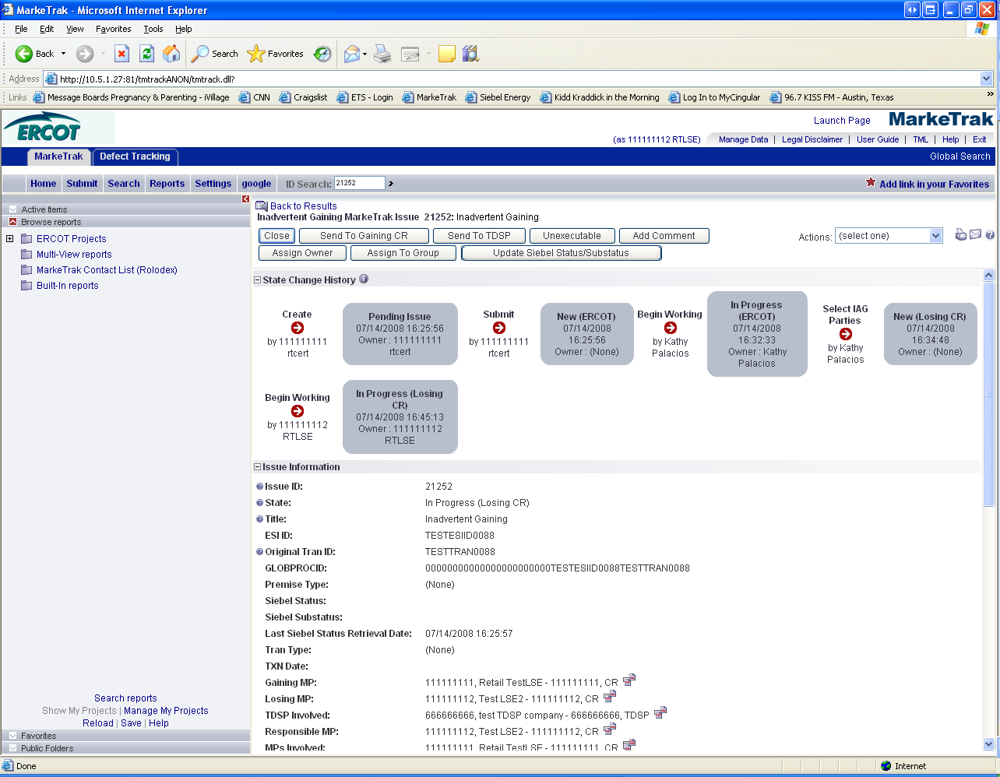 MarkeTrak - Microsoft Internet Explorer
File Edit View Favorites Tools Help
Back Search Favorites
Address http://10.5.1.27:81/tmtrackANON/tmtrack.dll?
Links Message Boards Pregnancy & Parenting - iVillage CNN Craigslist ETS - Login MarkeTrak Siebel Energy Kidd Kraddick in the Morning Log In to MyCingular 96.7 KISS FM - Austin, Texas »
ERCOT
Launch Page MarkeTrak
(as 111111112 RTLSE) Manage Data | Legal Disclaimer | User Guide | TML | Help | Exit
MarkeTrak Defect Tracking Global Search
Home Submit Search Reports Settings google ID Search: 21252 Add link in your Favorites
Active Items
Browse reports
ERCOT Projects
Multi-View reports
MarkeTrak Contact List (Rolodex)
Built-In reports
Search reports
Show My Projects | Manage My Projects
Reload | Save | Help
Favorites
Public Folders
Back to Results
Inadvertent Gaining MarkeTrak Issue 21252: Inadvertent Gaining
Close Send To Gaining CR Send To TDSP Unexecutable Add Comment
Actions: (select one)
Assign Owner Assign To Group Update Siebel Status/Substatus
State Change History
Create
by 111111111
rtcert
Pending Issue
07/14/2008 16:25:56
Owner : 111111111
rtcert
Submit
by 111111111
rtcert
New (ERCOT)
07/14/2008
16:25:56
Owner : (None)
Begin Working
by Kathy
Palacios
In Progress
(ERCOT)
07/14/2008
16:32:33
Owner : Kathy
Palacios
Select IAG
Parties
by Kathy
Palacios
New (Losing CR)
07/14/2008
16:34:48
Owner : (None)
Begin Working
by 111111112
RTLSE
In Progress (Losing
CR)
07/14/2008 16:45:13
Owner : 111111112
RTLSE
Issue Information
Issue ID: 21252
State: In Progress (Losing CR)
Title: Inadvertent Gaining
ESI ID: TESTESIID0088
Original Tran ID: TESTTRAN0088
GLOBPROCID: 00000000000000000000000TESTESIID0088TESTTRAN0088
Premise Type: (None)
Siebel Status:
Siebel Substatus:
Last Siebel Status Retrieval Date: 07/14/2008 16:25:57
Tran Type: (None)
TXN Date:
Gaining MP: 111111111, Retail TestLSE - 111111111, CR
Losing MP: 111111112, Test LSE2 - 111111112, CR
TDSP Involved: 666666666, test TDSP company - 666666666, TDSP
Responsible MP: 111111112, Test LSE2 - 111111112, CR
MPs Involved: 111111111, Retail TestLSE - 111111111, CR
Done Internet